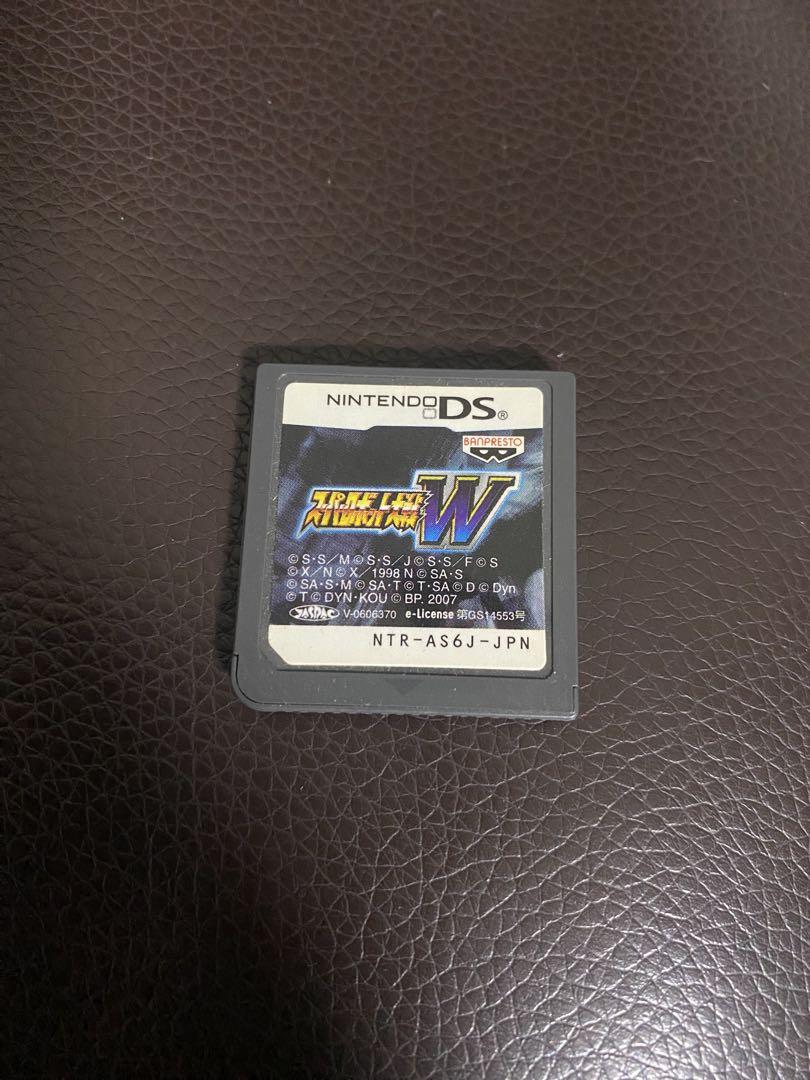 NINTENDO DS®
BANPRESTO
スーパーロボット大戦W
©S・S/M©S・S/J©S・S/F©S
©X/N©X/1998 N©SA・S
©SA・S・M©SA・T©T・SA©D©Dyn
©T©DYN・KOU©BP. 2007
JASRAC V-0606370 e-License 第GS14553号
NTR-AS6J-JPN